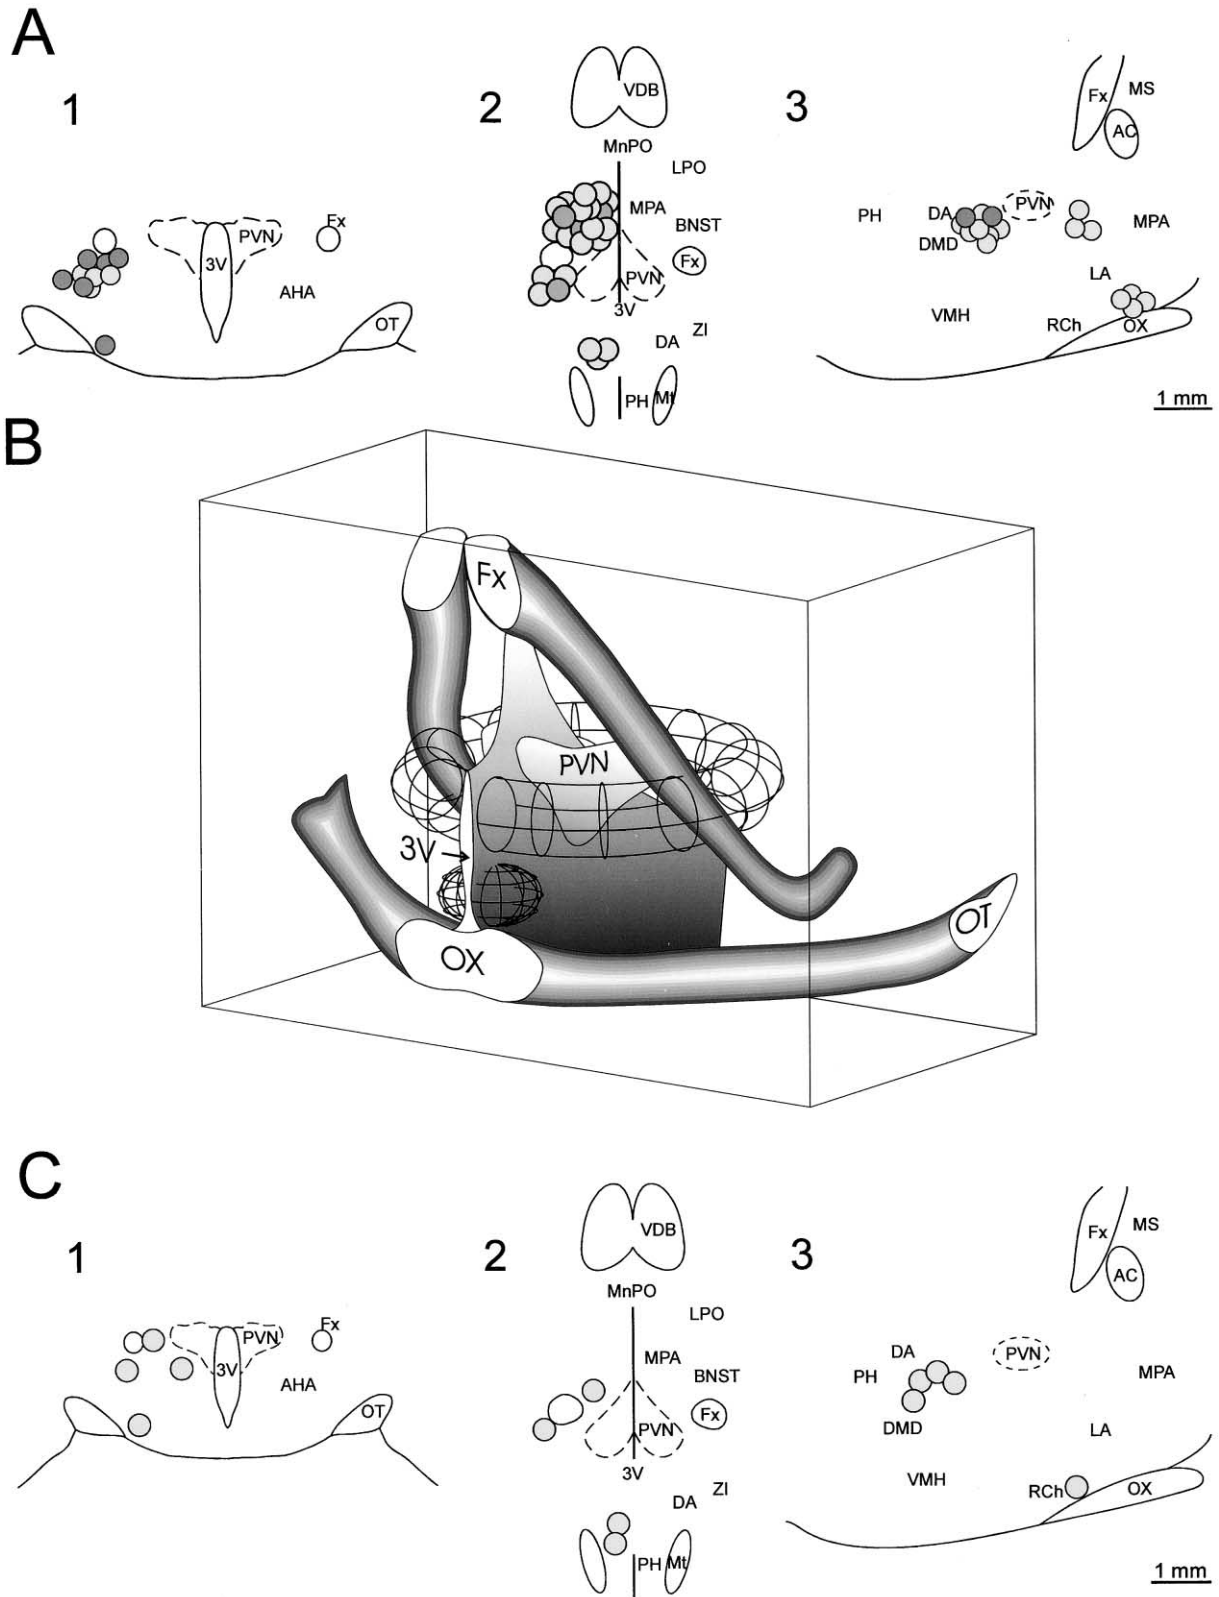 A
1
PVN
Fx
3V
AHA
OT
2
VDB
MnPO
LPO
MPA
BNST
Fx
PVN
3V
ZI
DA
PH
Mt
3
Fx
MS
AC
PVN
PH
DA
MPA
DMD
LA
VMH
RCh
OX
1 mm
B
Fx
PVN
3V
OT
OX
C
1
PVN
Fx
3V
AHA
OT
2
VDB
MnPO
LPO
MPA
BNST
Fx
PVN
3V
ZI
DA
PH
Mt
3
Fx
MS
AC
DA
PVN
PH
MPA
DMD
LA
VMH
RCh
OX
1 mm